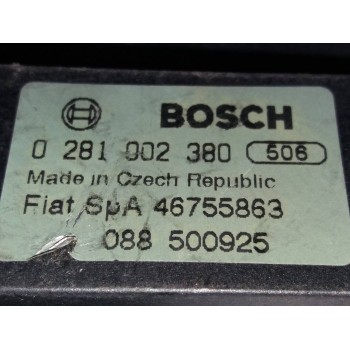 BOSCH
0 281 002 380 506
Made in Czech Republic
Fiat SpA 46755863
088 500925